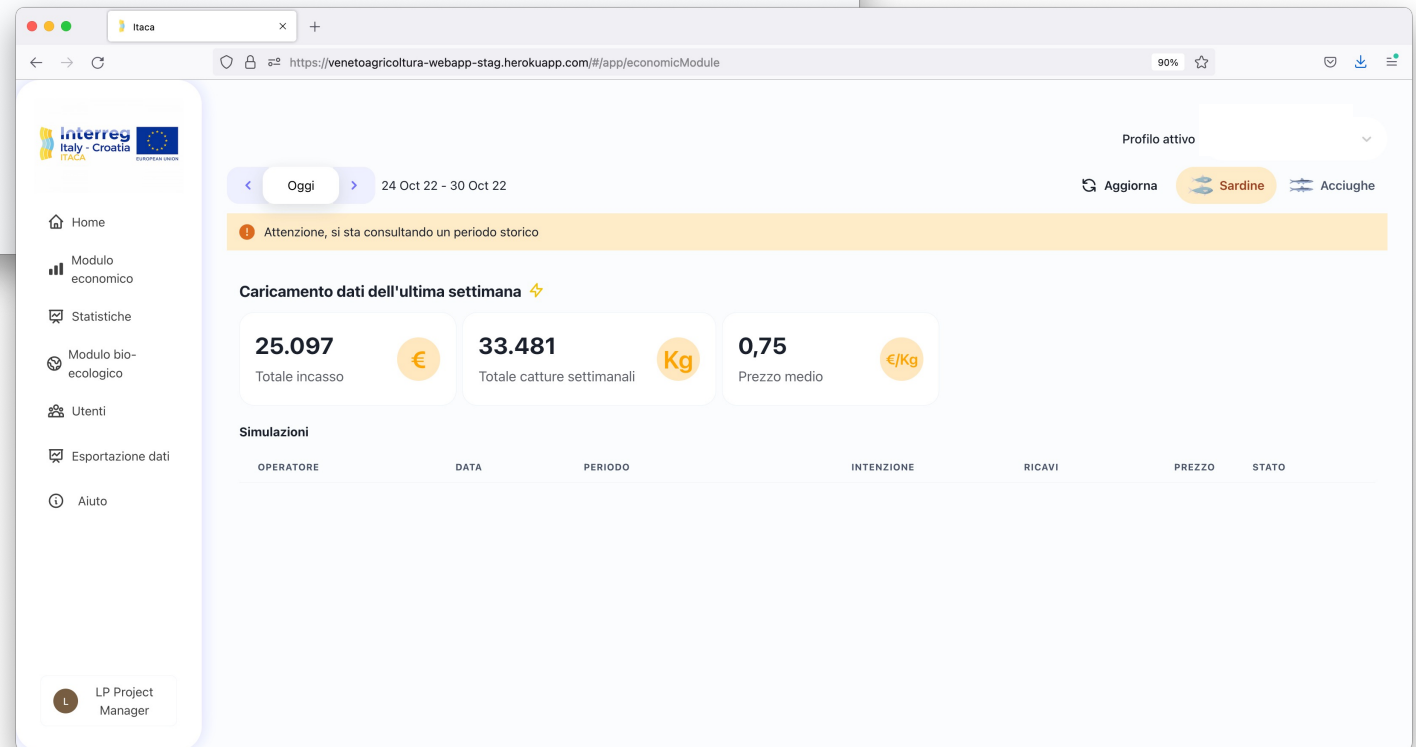 Itaca
https://venetoagricoltura-webapp-stag.herokuapp.com/#/app/economicModule
90%
Interreg
Italy - Croatia
ITACA
EUROPEAN UNION
Profilo attivo
Oggi
24 Oct 22 - 30 Oct 22
Aggiorna
Sardine
Acciughe
Attenzione, si sta consultando un periodo storico
Home
Modulo
economico
Statistiche
Modulo bio-
ecologico
Utenti
Esportazione dati
Aiuto
L
LP Project
Manager
Caricamento dati dell'ultima settimana
25.097
Totale incasso
€
33.481
Totale catture settimanali
Kg
0,75
Prezzo medio
€/Kg
Simulazioni
OPERATORE DATA PERIODO INTENZIONE RICAVI PREZZO STATO